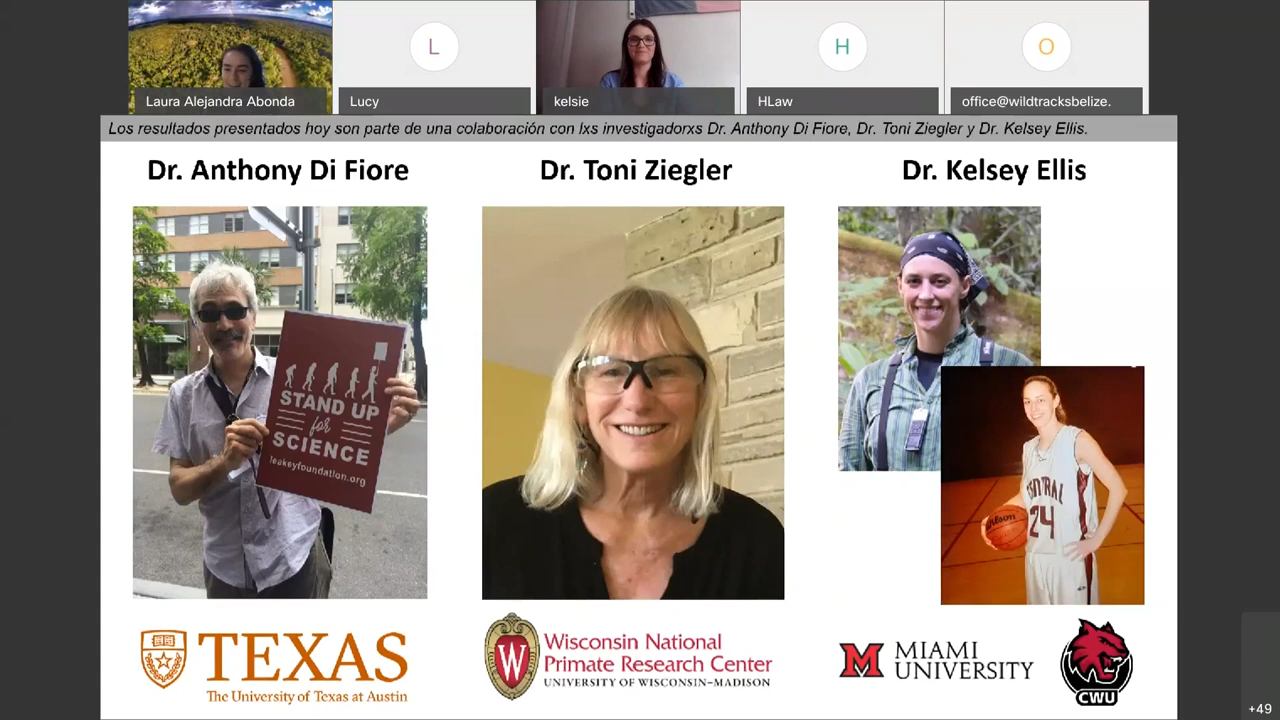 L
H
O
Laura Alejandra Abonda
Lucy
kelsie
HLaw
office@wildtracksbelize.
Los resultados presentados hoy son parte de una colaboración con lxs investigadorxs Dr. Anthony Di Fiore, Dr. Toni Ziegler y Dr. Kelsey Ellis.
Dr. Anthony Di Fiore
Dr. Toni Ziegler
Dr. Kelsey Ellis
STAND UP
for
SCIENCE
leakeyfoundation.org
Wilson
24
TEXAS
The University of Texas at Austin
W
Wisconsin National
Primate Research Center
UNIVERSITY OF WISCONSIN–MADISON
M
MIAMI
UNIVERSITY
CWU
+49